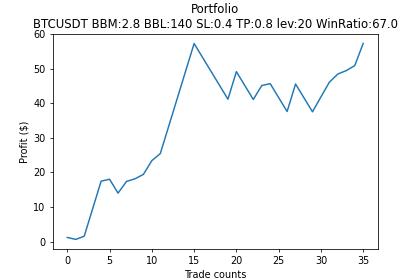 Portfolio
BTCUSDT BBM:2.8 BBL:140 SL:0.4 TP:0.8 lev:20 WinRatio:67.0
60
50
40
30
20
10
0
Profit ($)
0 5 10 15 20 25 30 35
Trade counts